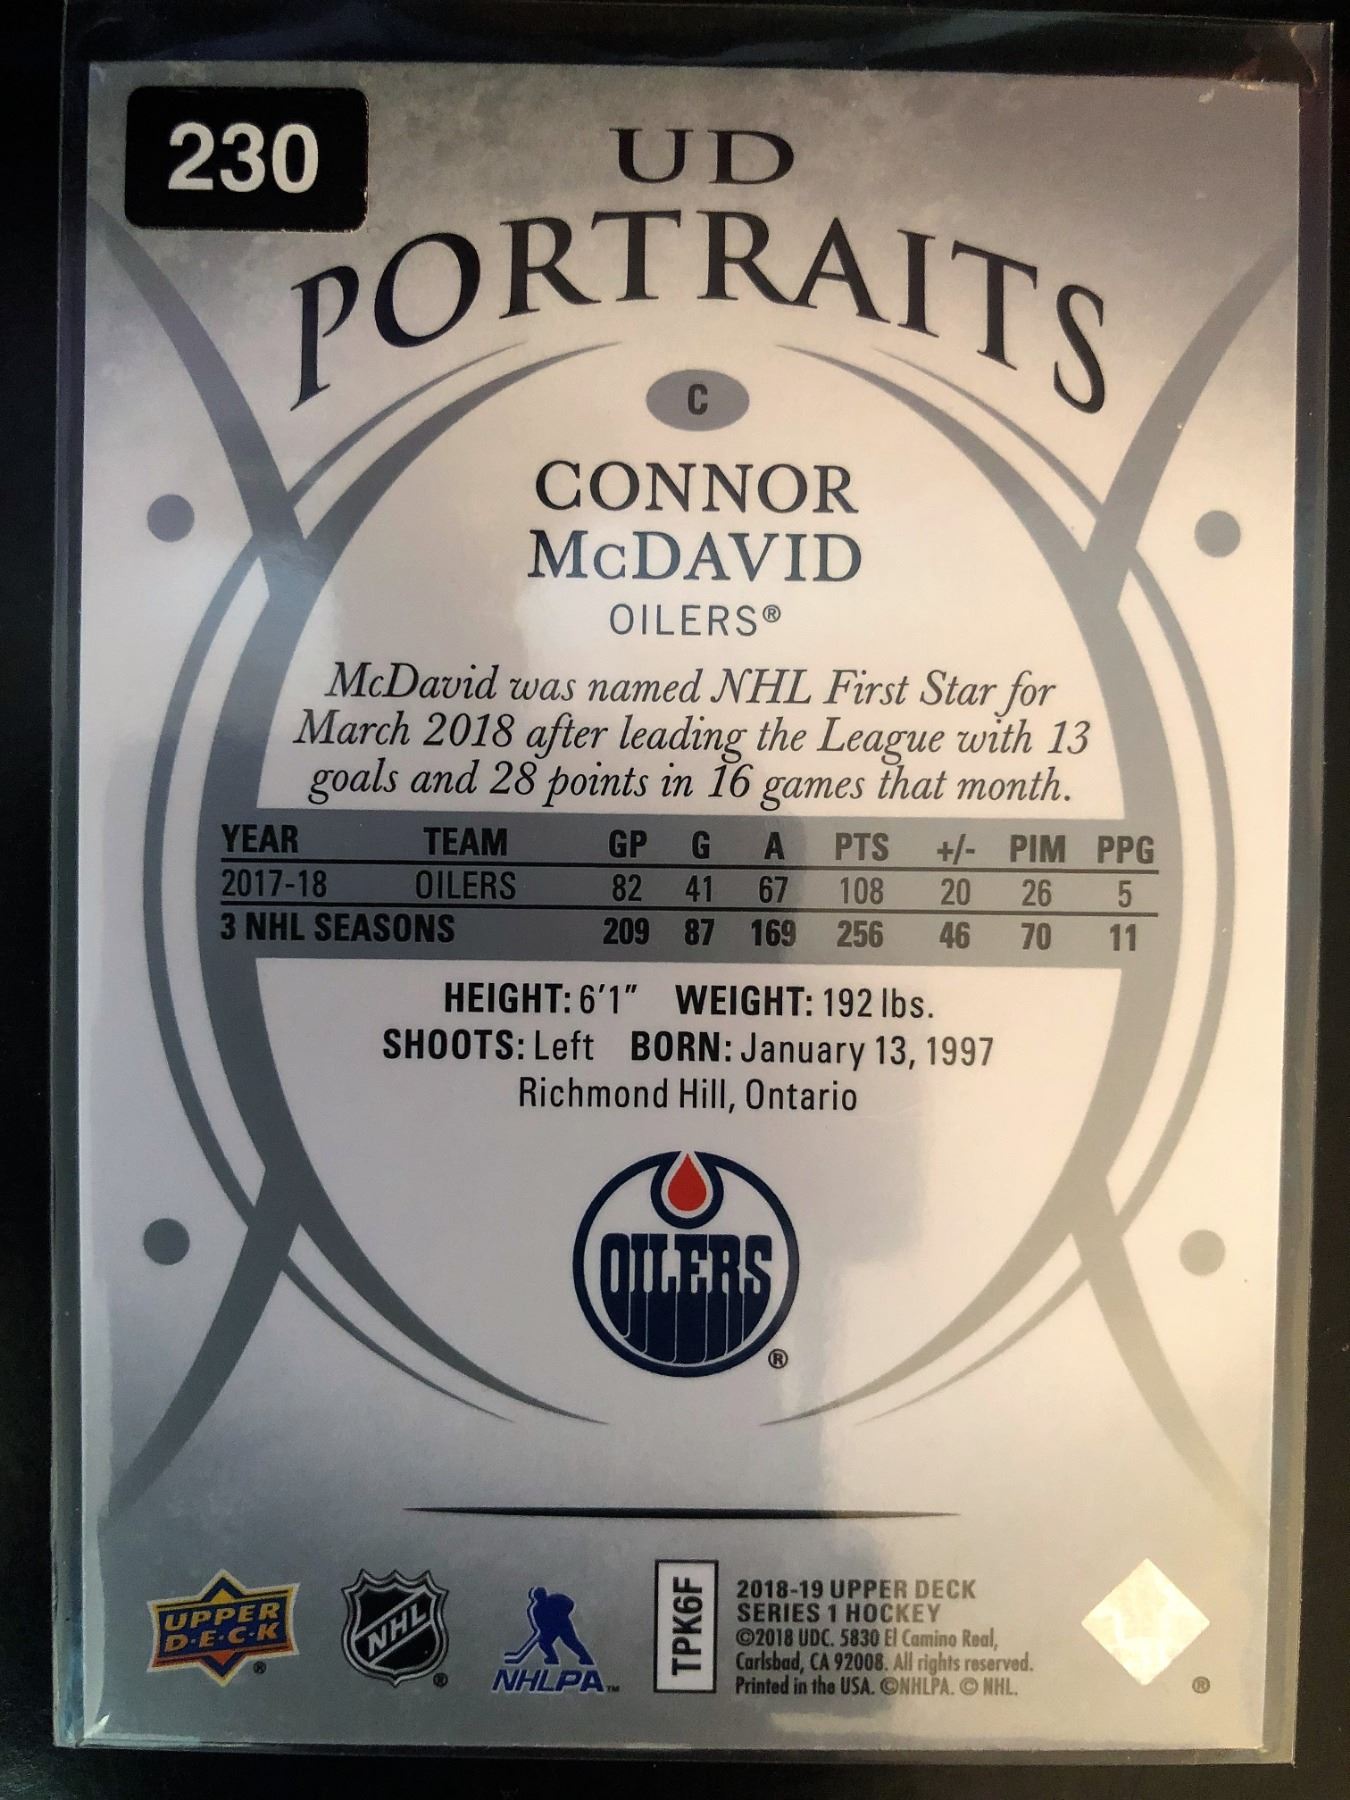 230
UD
PORTRAITS
C
CONNOR
McDAVID
OILERS®
McDavid was named NHL First Star for
March 2018 after leading the League with 13
goals and 28 points in 16 games that month.
YEAR TEAM GP G A PTS +/- PIM PPG
2017-18 OILERS 82 41 67 108 20 26 5
3 NHL SEASONS 209 87 169 256 46 70 11
HEIGHT: 6'1" WEIGHT: 192 lbs.
SHOOTS: Left BORN: January 13, 1997
Richmond Hill, Ontario
OILERS
®
UPPER
D·E·C·K
®
NHL
®
NHLPA™
TPK6F
2018-19 UPPER DECK
SERIES 1 HOCKEY
©2018 UDC. 5830 El Camino Real,
Carlsbad, CA 92008. All rights reserved.
Printed in the USA. ©NHLPA. © NHL.
®